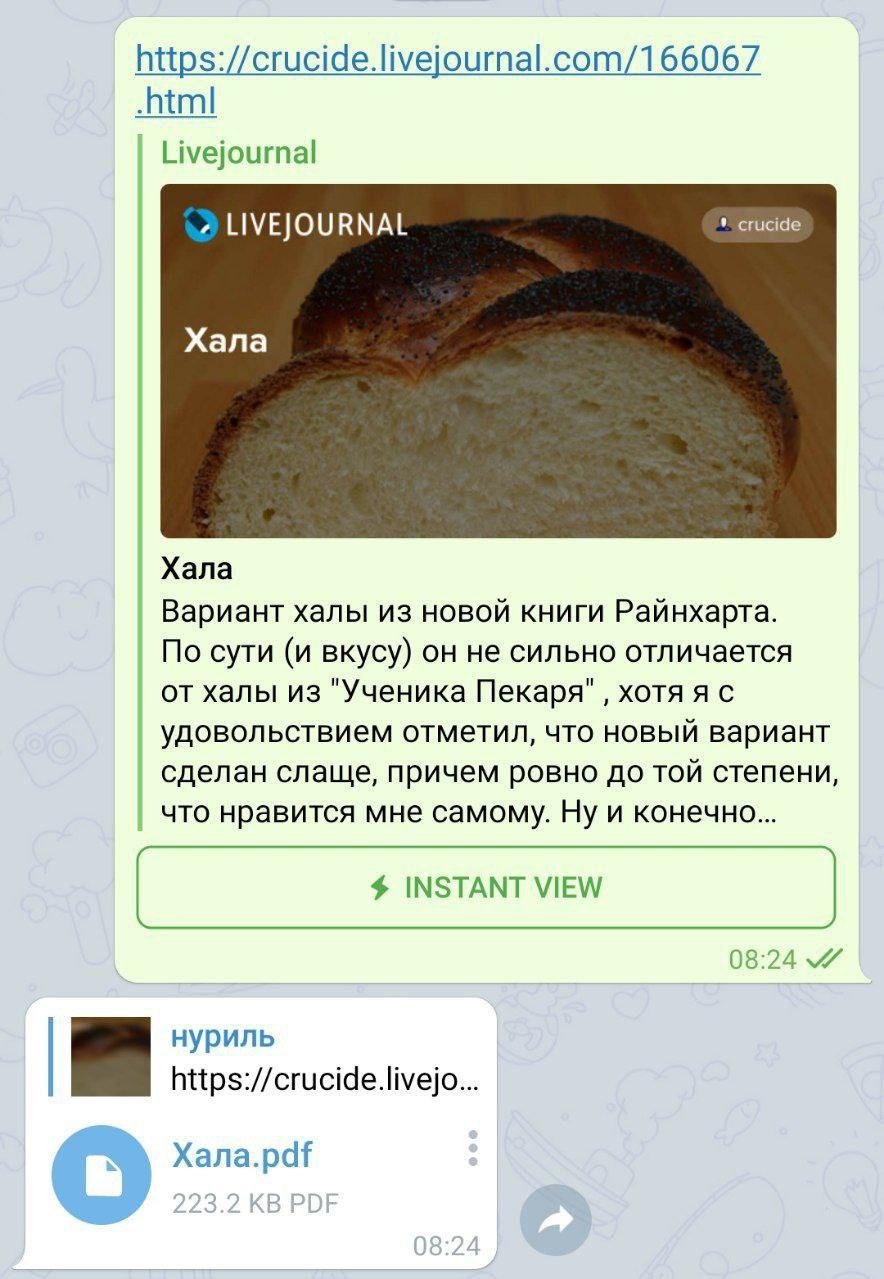 https://crucide.livejournal.com/166067
.html
Livejournal
LIVEJOURNAL
crucide
Хала
Хала
Вариант халы из новой книги Райнхарта.
По сути (и вкусу) он не сильно отличается
от халы из "Ученика Пекаря" , хотя я с
удовольствием отметил, что новый вариант
сделан слаще, причем ровно до той степени,
что нравится мне самому. Ну и конечно...
INSTANT VIEW
08:24
нуриль
https://crucide.livejo...
Хала.pdf
223.2 KB PDF
08:24